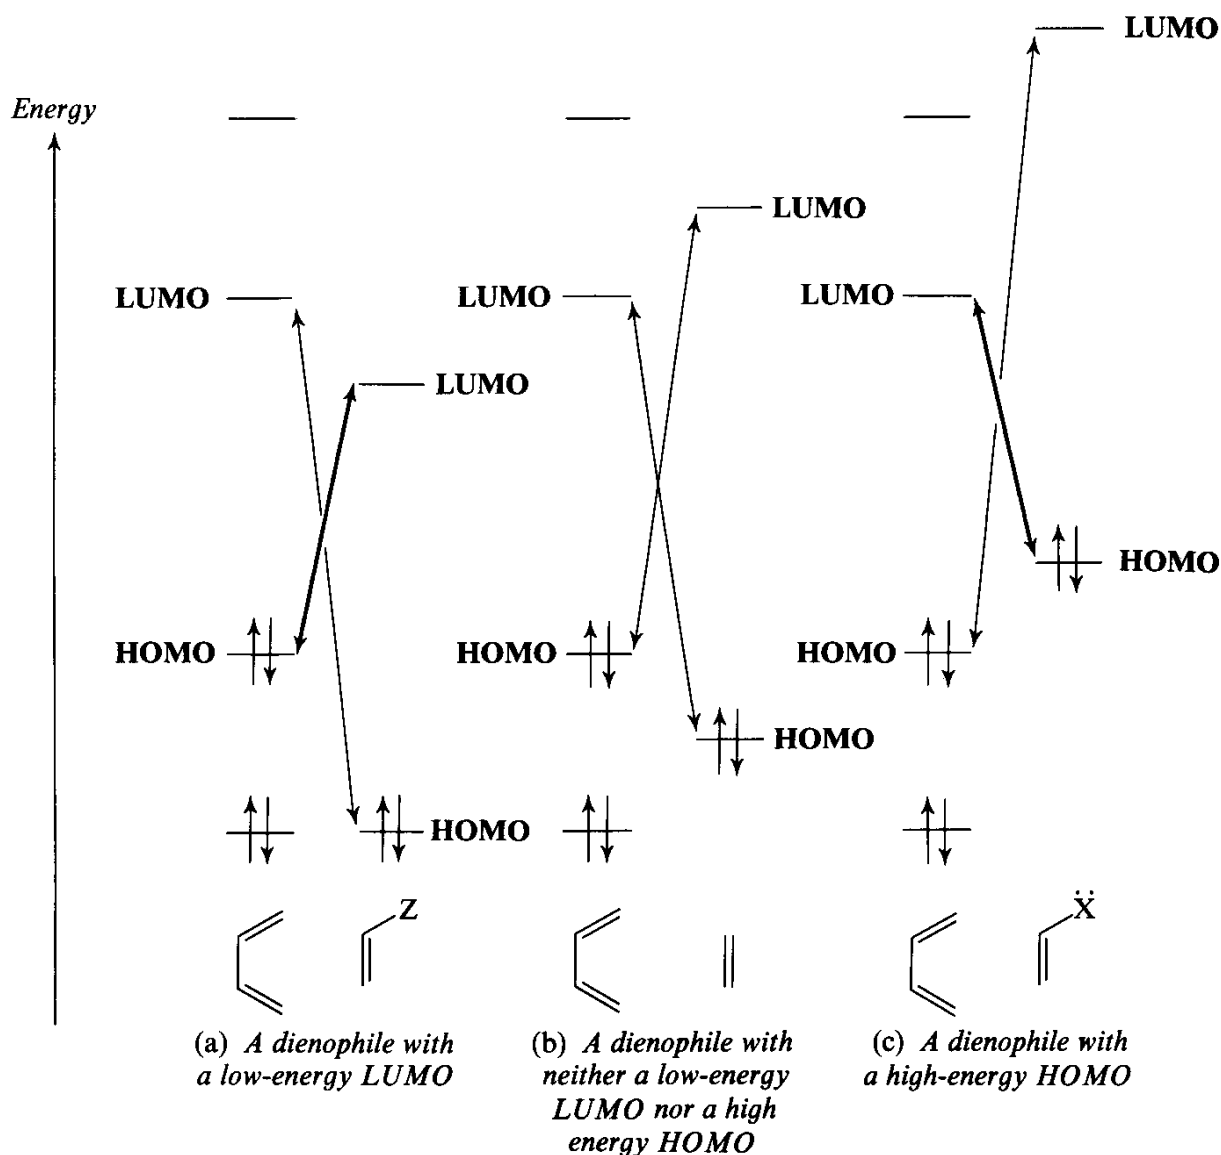 LUMO
Energy
LUMO
LUMO
LUMO
LUMO
LUMO
HOMO
HOMO
HOMO
HOMO
HOMO
HOMO
Z
Ẍ
(a) A dienophile with
a low-energy LUMO
(b) A dienophile with
neither a low-energy
LUMO nor a high
energy HOMO
(c) A dienophile with
a high-energy HOMO